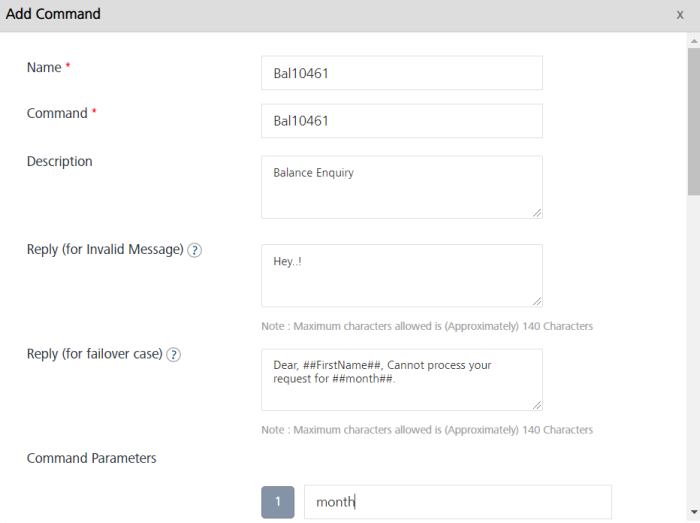 Add Command x
Name *
Bal10461
Command *
Bal10461
Description
Balance Enquiry
Reply (for Invalid Message) ?
Hey..!
Note : Maximum characters allowed is (Approximately) 140 Characters
Reply (for failover case) ?
Dear, ##FirstName##, Cannot process your
request for ##month##.
Note : Maximum characters allowed is (Approximately) 140 Characters
Command Parameters
1 month